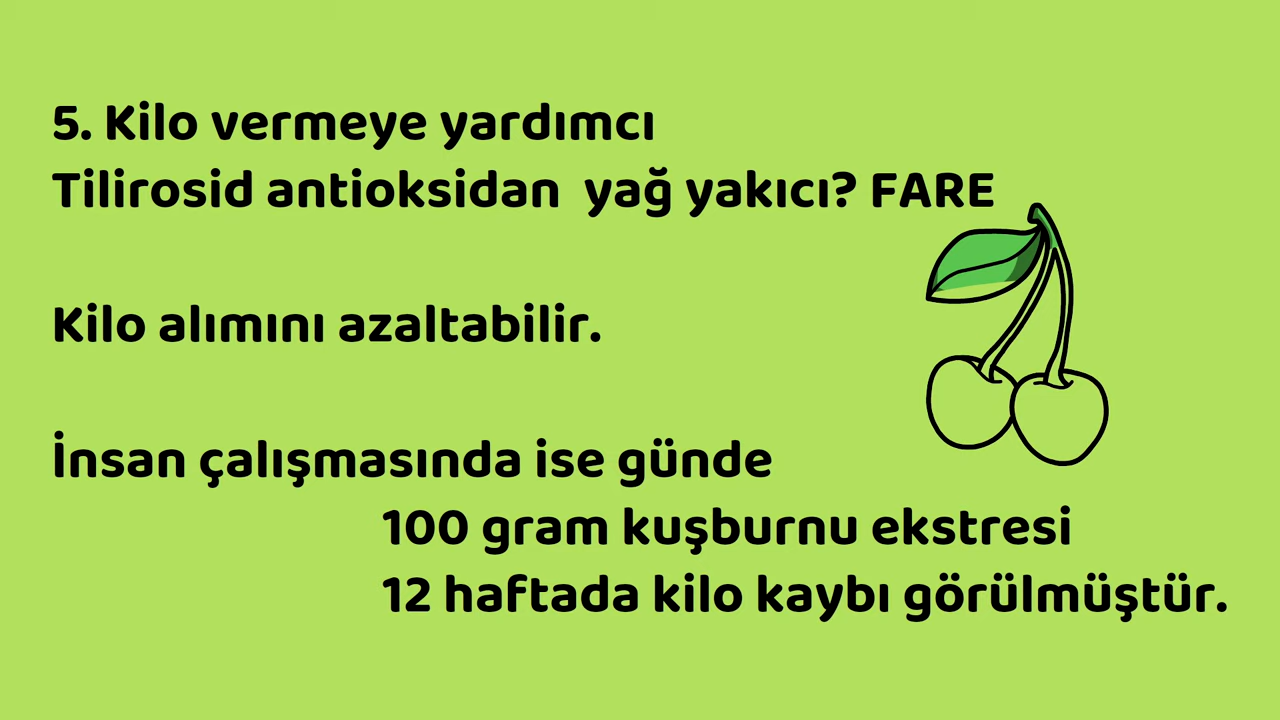 5. Kilo vermeye yardımcı
Tilirosid antioksidan yağ yakıcı? FARE
Kilo alımını azaltabilir.
İnsan çalışmasında ise günde
100 gram kuşburnu ekstresi
12 haftada kilo kaybı görülmüştür.